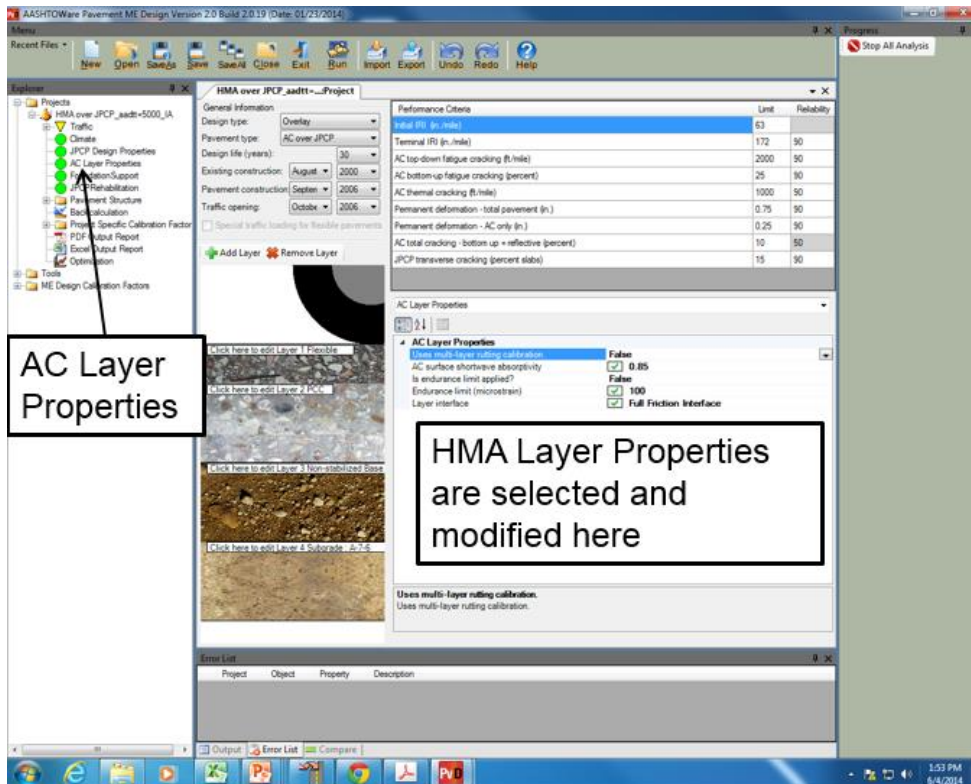 AASHTOWare Pavement ME Design Version 2.0 Build 2.0.19 (Date: 01/23/2014)
Menu
Recent Files
New Open SaveAs Save SaveAll Close Exit Run Import Export Undo Redo Help
Progress
Stop All Analysis
Explorer
Projects
HMA over JPCP_aadtt=5000_IA
Traffic
Climate
JPCP Design Properties
AC Layer Properties
Foundation Support
JPCP Rehabilitation
Pavement Structure
Backcalculation
Project Specific Calibration Factor
PDF Output Report
Excel Output Report
Optimization
Tools
ME Design Calibration Factors
AC Layer
Properties
HMA over JPCP_aadtt=...:Project
General Information
Design type: Overlay
Pavement type: AC over JPCP
Design life (years): 30
Existing construction: August 2000
Pavement construction: Septen 2006
Traffic opening: Octobe 2006
Special traffic loading for flexible pavements
Add Layer Remove Layer
Click here to edit Layer 1 Flexible
Click here to edit Layer 2 PCC
Click here to edit Layer 3 Non-stabilized Base
Click here to edit Layer 4 Subgrade : A-7-6
Performance Criteria Limit Reliability
Initial IRI (in./mile) 63
Terminal IRI (in./mile) 172 90
AC top-down fatigue cracking (ft/mile) 2000 90
AC bottom-up fatigue cracking (percent) 25 90
AC thermal cracking (ft/mile) 1000 90
Permanent deformation - total pavement (in.) 0.75 90
Permanent deformation - AC only (in.) 0.25 90
AC total cracking - bottom up + reflective (percent) 10 50
JPCP transverse cracking (percent slabs) 15 90
AC Layer Properties
AC Layer Properties
Uses multi-layer rutting calibration False
AC surface shortwave absorptivity 0.85
Is endurance limit applied? False
Endurance limit (microstrain) 100
Layer interface Full Friction Interface
HMA Layer Properties
are selected and
modified here
Uses multi-layer rutting calibration.
Uses multi-layer rutting calibration.
Error List
Project Object Property Description
Output Error List Compare
1:53 PM
6/4/2014